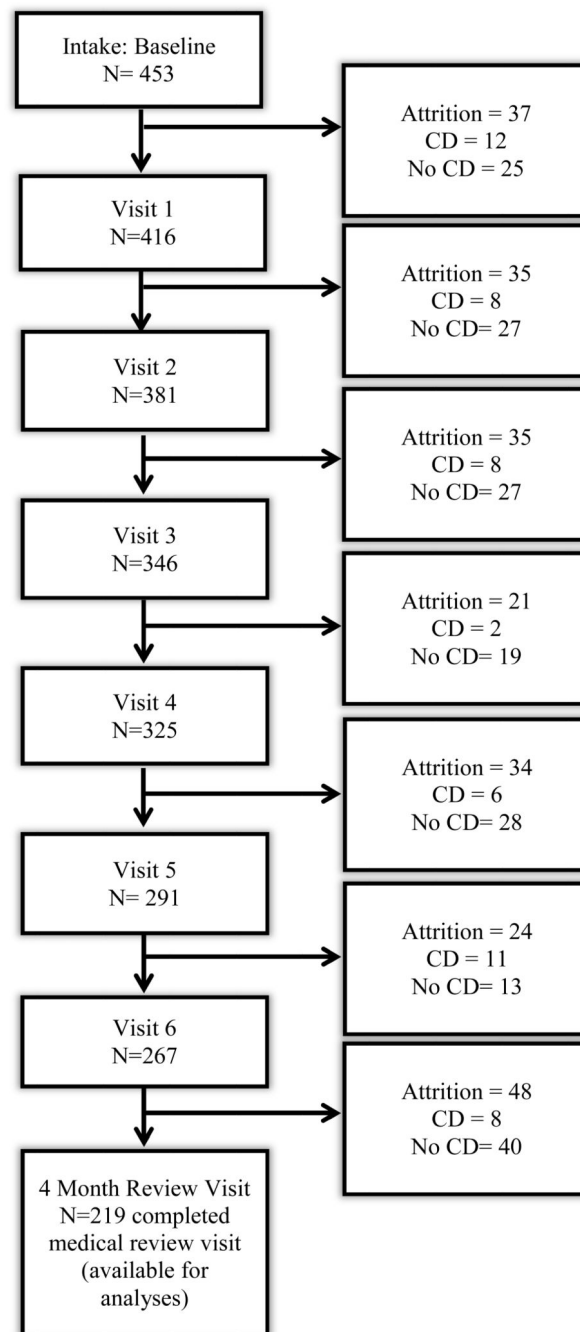 Intake: Baseline
N= 453
Attrition = 37
CD = 12
No CD = 25
Visit 1
N=416
Attrition = 35
CD = 8
No CD= 27
Visit 2
N=381
Attrition = 35
CD = 8
No CD= 27
Visit 3
N=346
Attrition = 21
CD = 2
No CD= 19
Visit 4
N=325
Attrition = 34
CD = 6
No CD= 28
Visit 5
N= 291
Attrition = 24
CD = 11
No CD= 13
Visit 6
N=267
Attrition = 48
CD = 8
No CD= 40
4 Month Review Visit
N=219 completed
medical review visit
(available for
analyses)